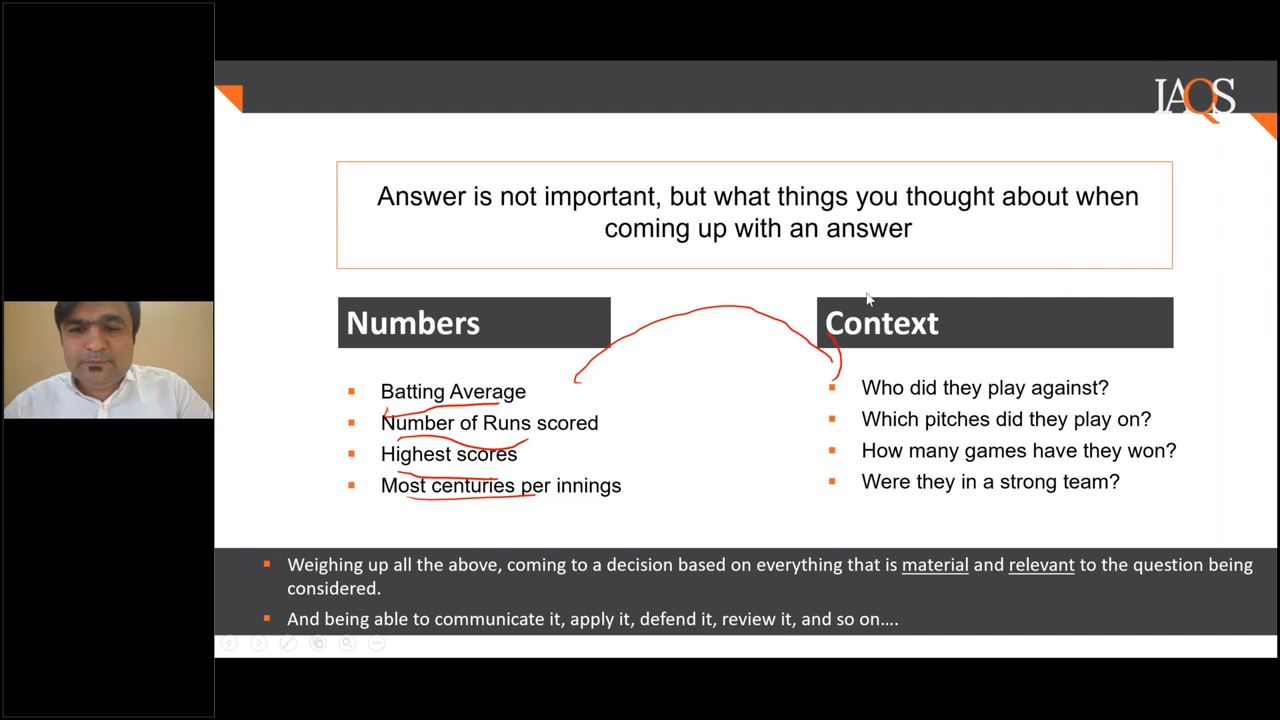 IAQS
Answer is not important, but what things you thought about when
coming up with an answer
Numbers
Batting Average
Number of Runs scored
Highest scores
Most centuries per innings
Context
Who did they play against?
Which pitches did they play on?
How many games have they won?
Were they in a strong team?
Weighing up all the above, coming to a decision based on everything that is material and relevant to the question being
considered.
And being able to communicate it, apply it, defend it, review it, and so on....